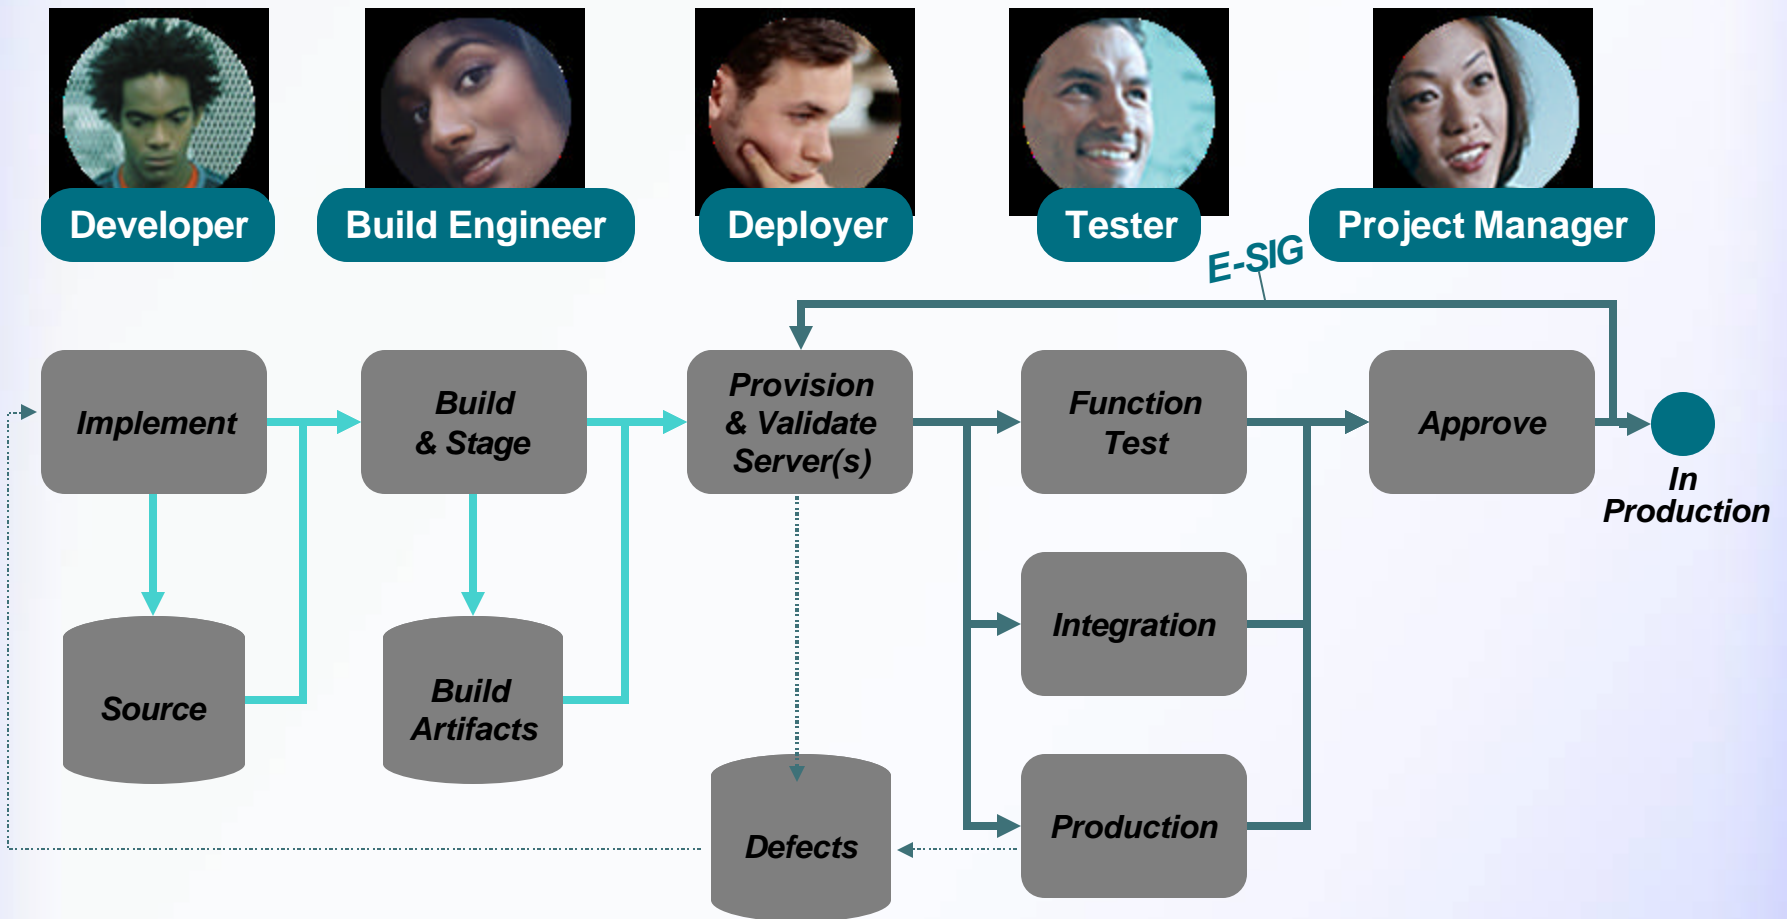 Developer
Build Engineer
Deployer
Tester
Project Manager
E-SIG
Implement
Build
& Stage
Provision
& Validate
Server(s)
Function
Test
Approve
In
Production
Source
Build
Artifacts
Integration
Defects
Production